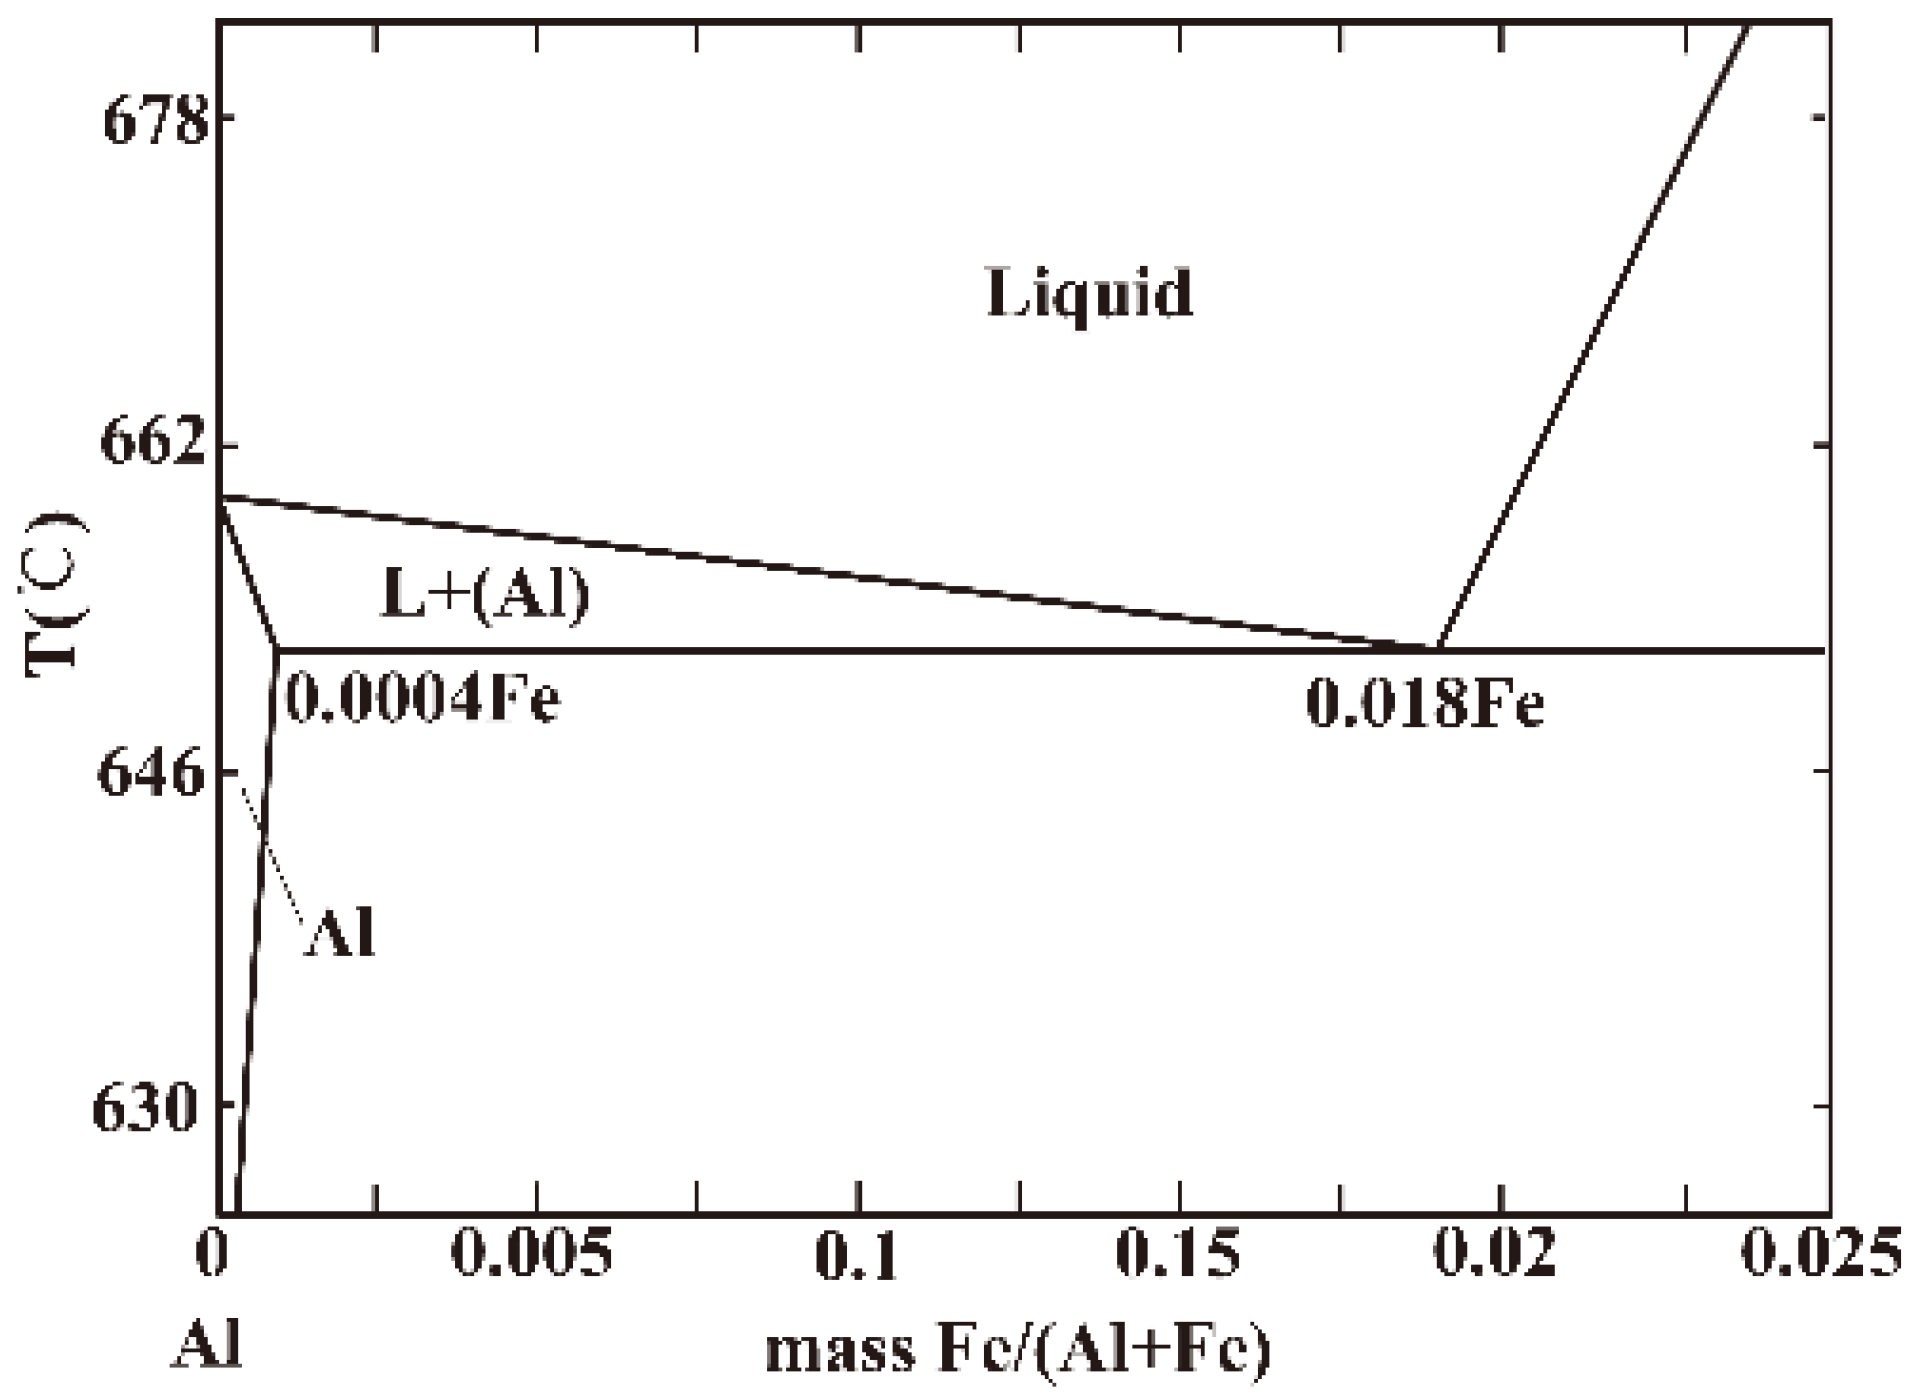 678
Liquid
662
T(℃)
L+(Al)
0.0004Fe
0.018Fe
646
Al
630
0
0.005
0.1
0.15
0.02
0.025
Al
mass Fc/(Al+Fc)